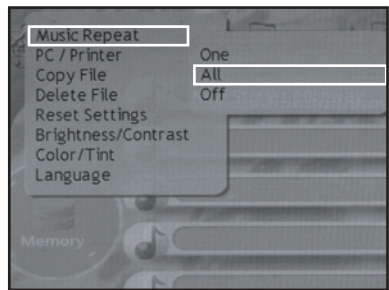 Music Repeat
PC / Printer
Copy File
Delete File
Reset Settings
Brightness/Contrast
Color/Tint
Language
One
All
Off
Memory